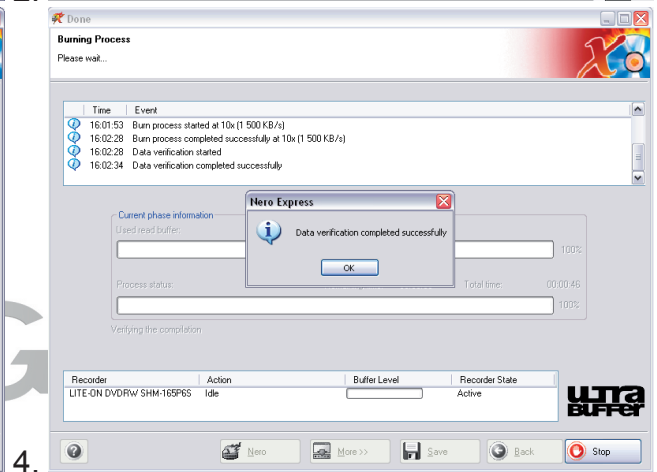 Done
Burning Process
Please wait...
Time Event
16:01:53 Burn process started at 10x (1 500 KB/s)
16:02:28 Burn process completed successfully at 10x (1 500 KB/s)
16:02:28 Data verification started
16:02:34 Data verification completed successfully
Nero Express
Data verification completed successfully
OK
Current phase information
Used read buffer:
100%
Process status:
Total time: 00:00:46
100%
Verifying the compilation
Recorder Action Buffer Level Recorder State
LITE-ON DVDRW SHM-165P6S Idle Active
ULTRA
BUFFER
Nero More >> Save Back Stop
4.